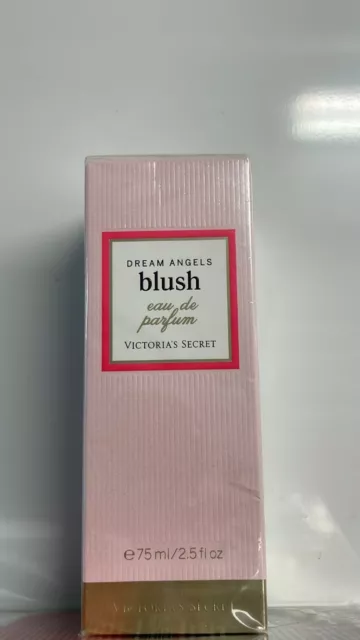 DREAM ANGELS
blush
eau de
parfum
VICTORIA'S SECRET
℮75 ml/2.5 fl oz
VICTORIA'S SECRET